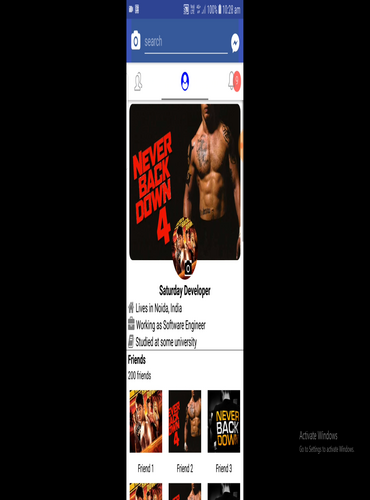 100% 10:28 am
search
NEVER
BACK
DOWN
4
Saturday Developer
Lives in Noida, India
Working as Software Engineer
Studied at some university
Friends
200 friends
NEVER
BACK
DOWN
4
NEVER
BACK
DOWN
Friend 1
Friend 2
Friend 3
Activate Windows
Go to Settings to activate Windows.